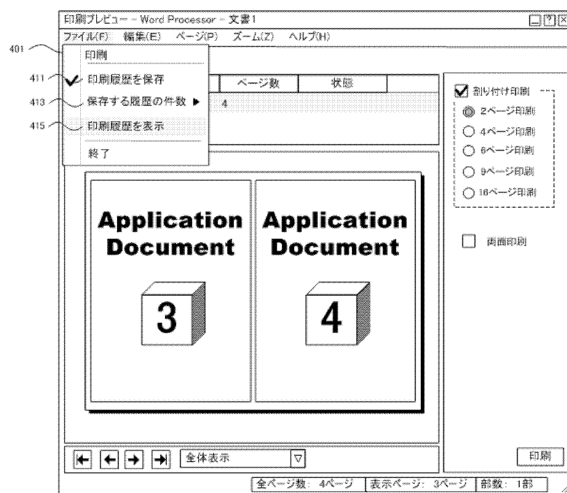 印刷プレビュー - Word Processor - 文書1
ファイル(F) 編集(E) ページ(P) ズーム(Z) ヘルプ(H)
401
印刷
411
印刷履歴を保存
413
保存する履歴の件数
415
印刷履歴を表示
終了
ページ数 状態
4
割り付け印刷
2ページ印刷
4ページ印刷
6ページ印刷
9ページ印刷
16ページ印刷
両面印刷
Application
Document
3
Application
Document
4
全体表示
印刷
全ページ数: 4ページ 表示ページ: 3ページ 部数: 1部